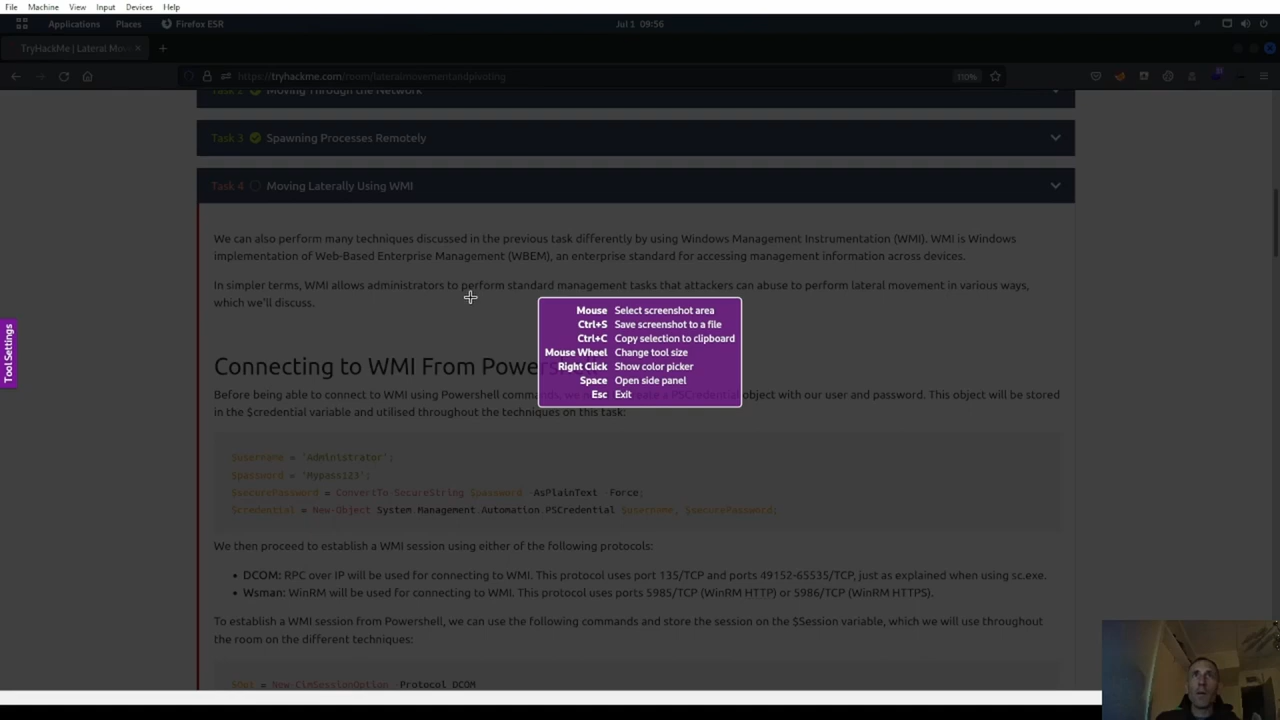 File Machine View Input Devices Help
Applications Places Firefox ESR Jul 1 09:56
TryHackMe | Lateral Mov
https://tryhackme.com/room/lateralmovementandpivoting 110%
Task 2 Moving Through the Network
Task 3 Spawning Processes Remotely
Task 4 Moving Laterally Using WMI
We can also perform many techniques discussed in the previous task differently by using Windows Management Instrumentation (WMI). WMI is Windows
implementation of Web-Based Enterprise Management (WBEM), an enterprise standard for accessing management information across devices.
In simpler terms, WMI allows administrators to perform standard management tasks that attackers can abuse to perform lateral movement in various ways,
which we'll discuss.
Tool Settings
Mouse Select screenshot area
Ctrl+S Save screenshot to a file
Ctrl+C Copy selection to clipboard
Mouse Wheel Change tool size
Right Click Show color picker
Space Open side panel
Esc Exit
Connecting to WMI From Powers
Before being able to connect to WMI using Powershell commands, we create a PSCredential object with our user and password. This object will be stored
in the $credential variable and utilised throughout the techniques on this task:
$username = 'Administrator';
$password = 'Mypass123';
$securePassword = ConvertTo-SecureString $password -AsPlainText -Force;
$credential = New-Object System.Management.Automation.PSCredential $username, $securePassword;
We then proceed to establish a WMI session using either of the following protocols:
• DCOM: RPC over IP will be used for connecting to WMI. This protocol uses port 135/TCP and ports 49152-65535/TCP, just as explained when using sc.exe.
• Wsman: WinRM will be used for connecting to WMI. This protocol uses ports 5985/TCP (WinRM HTTP) or 5986/TCP (WinRM HTTPS).
To establish a WMI session from Powershell, we can use the following commands and store the session on the $Session variable, which we will use throughout
the room on the different techniques:
$Opt = New-CimSessionOption -Protocol DCOM